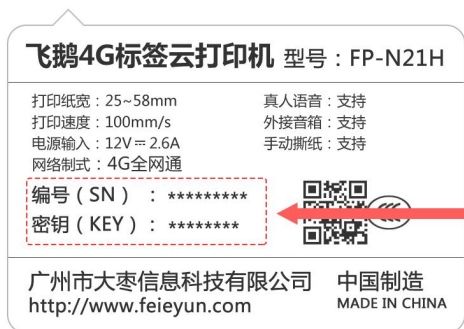 飞鹅4G标签云打印机 型号：FP-N21H
打印纸宽：25~58mm 真人语音：支持
打印速度：100mm/s 外接音箱：支持
电源输入：12V⎓2.6A 手动撕纸：支持
网络制式：4G全网通
编号（SN）：*********
密钥（KEY）：********
广州市大枣信息科技有限公司 中国制造
http://www.feieyun.com MADE IN CHINA